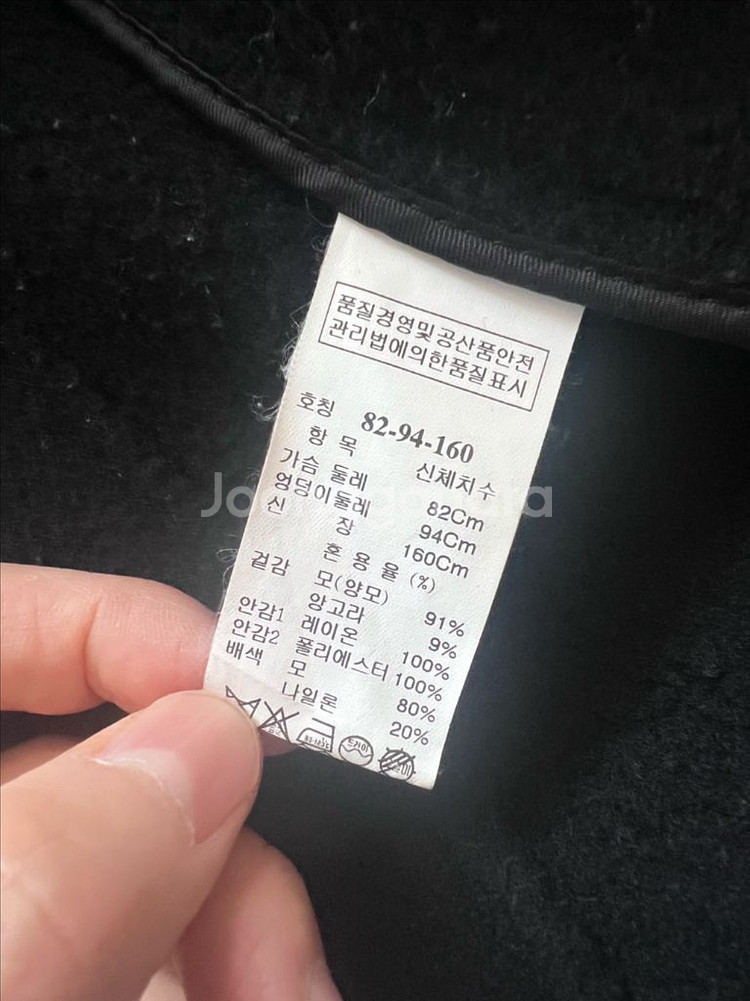 품질경영및공산품안전
관리법에의한품질표시
호칭 82-94-160
항 목 신체치수
가슴 둘레 82Cm
엉덩이둘레 94Cm
신 장 160Cm
혼 용 율 (%)
겉감 모(양모) 91%
앙고라 9%
안감1 레이온 100%
안감2 폴리에스터 100%
배색 모 80%
나일론 20%
드라이